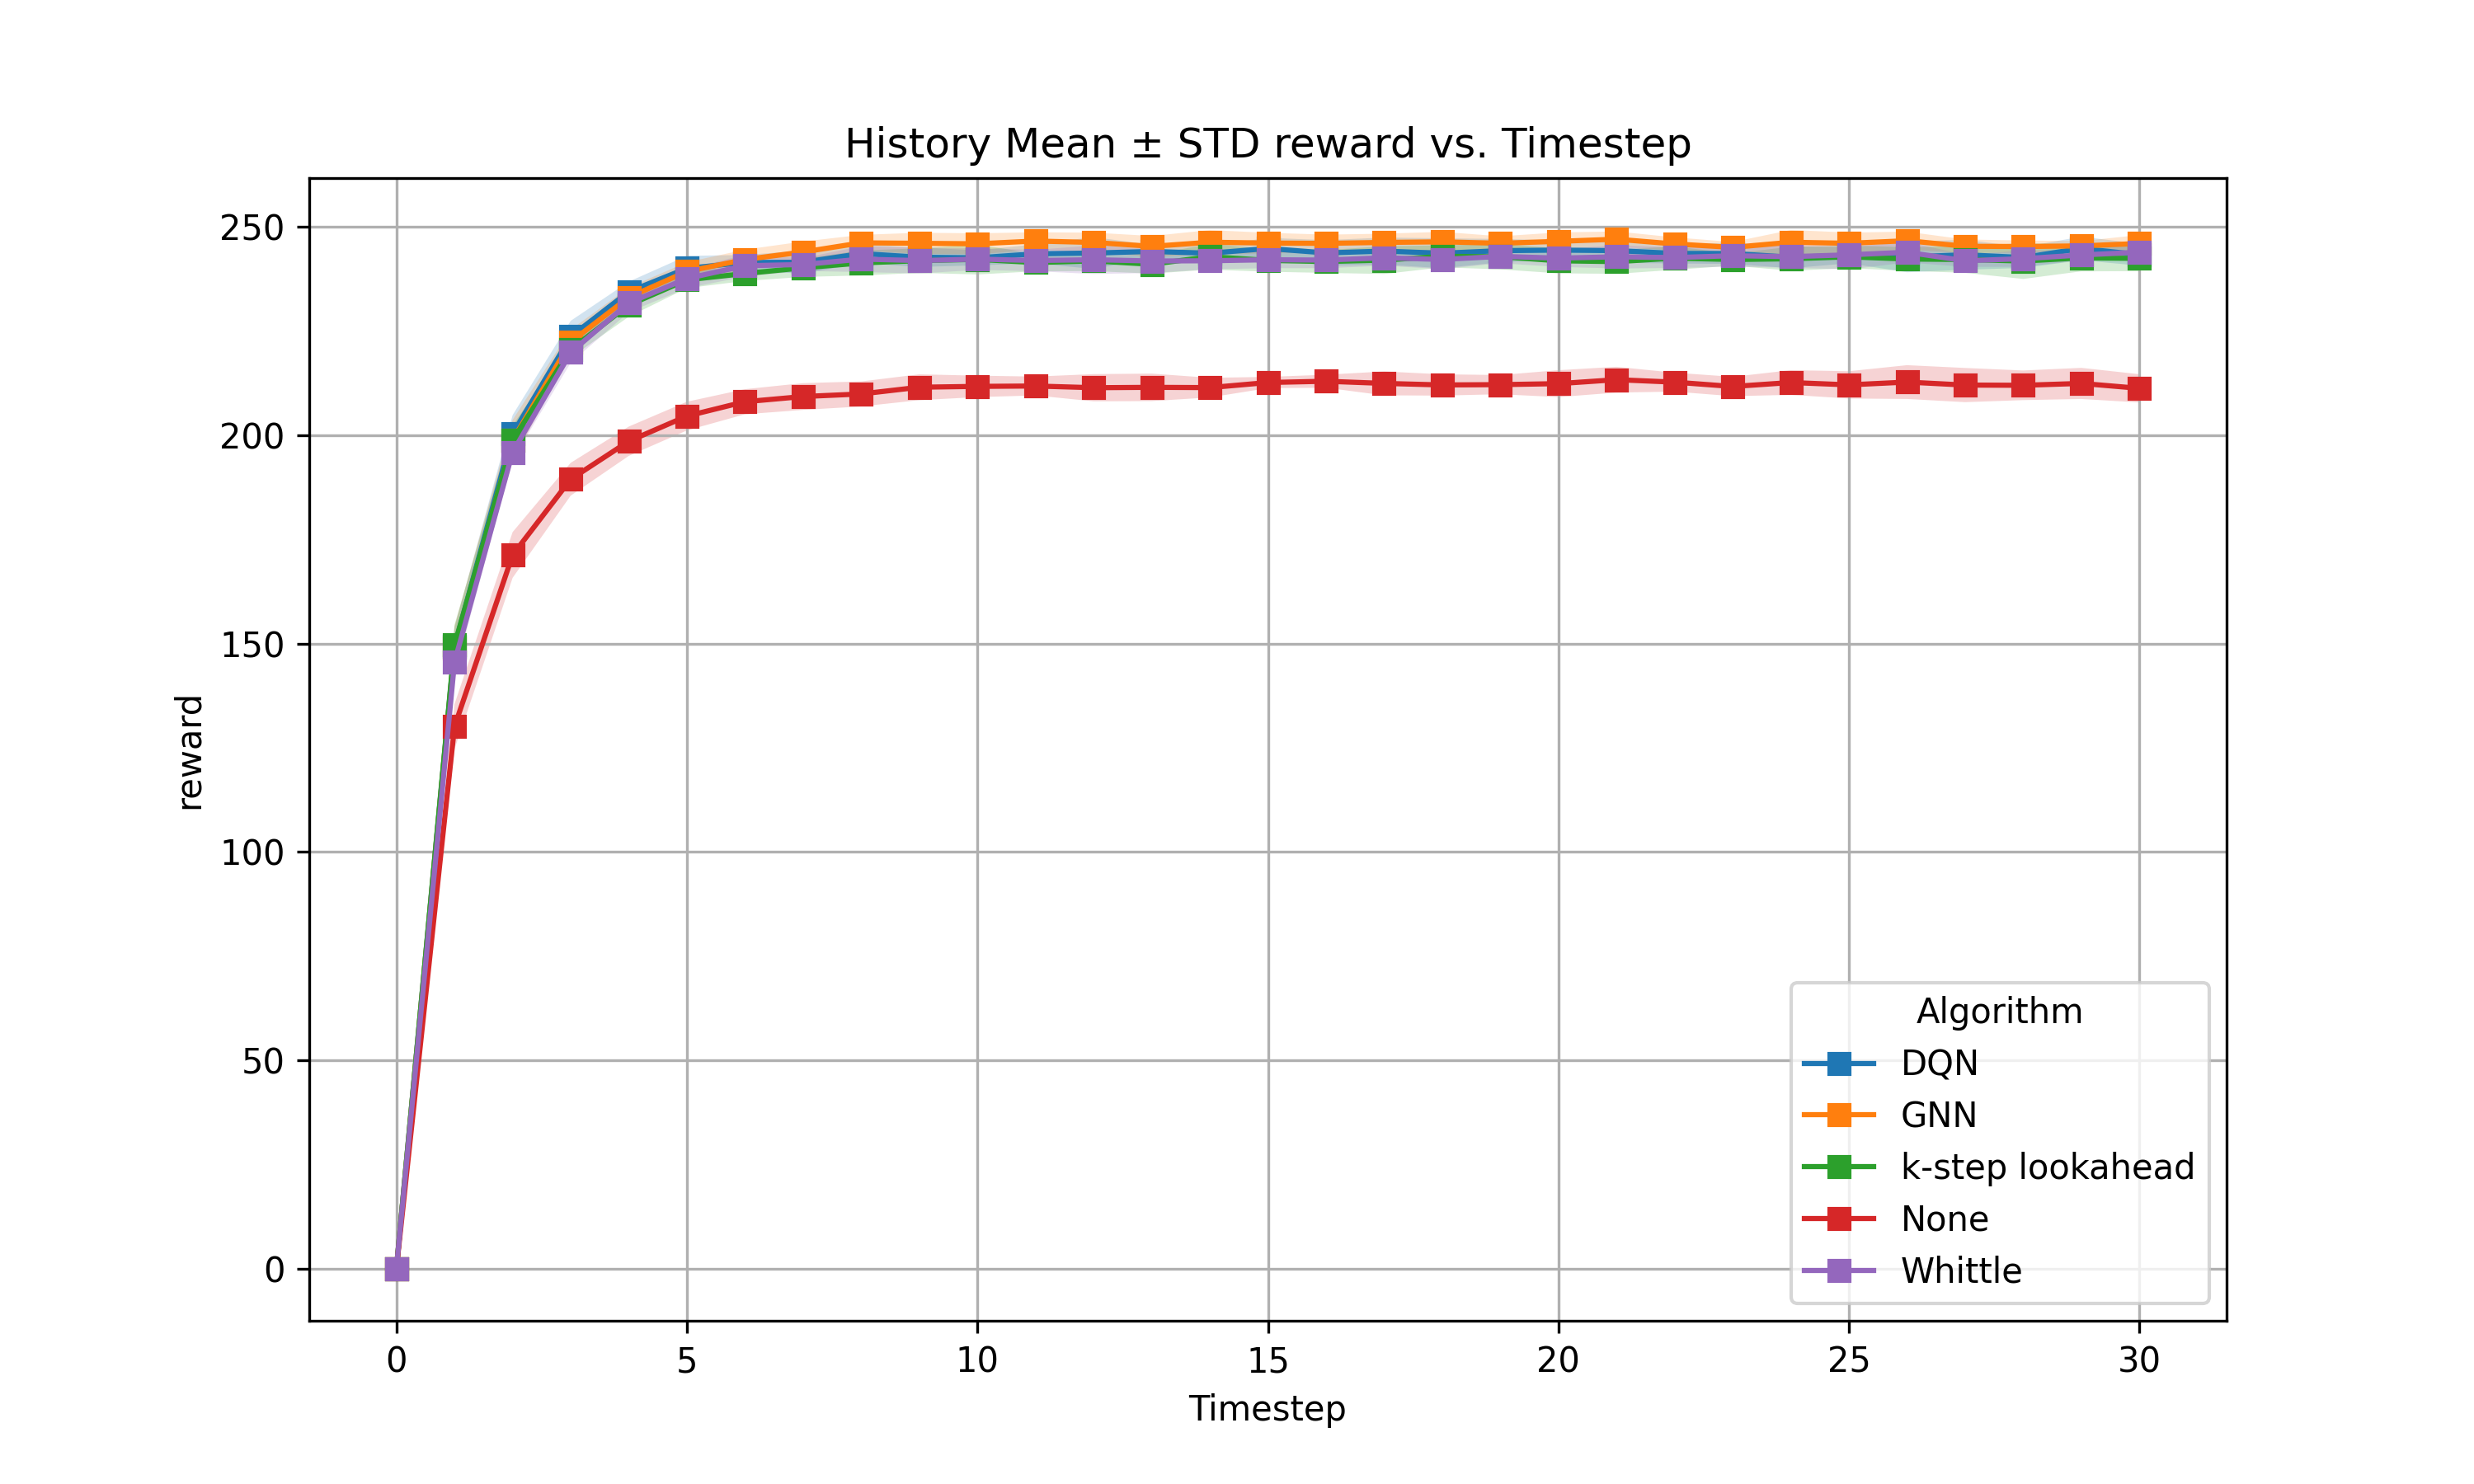 History Mean ± STD reward vs. Timestep
250
200
150
100
50
0
reward
0 5 10 15 20 25 30
Timestep
Algorithm
DQN
GNN
k-step lookahead
None
Whittle